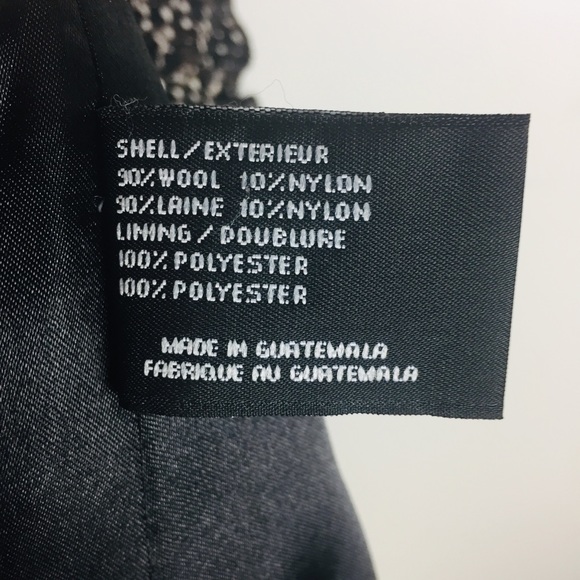 SHELL/EXTERIEUR
90%WOOL 10%NYLON
90%LAINE 10%NYLON
LINING/DOUBLURE
100%POLYESTER
100%POLYESTER
MADE IN GUATEMALA
FABRIQUE AU GUATEMALA